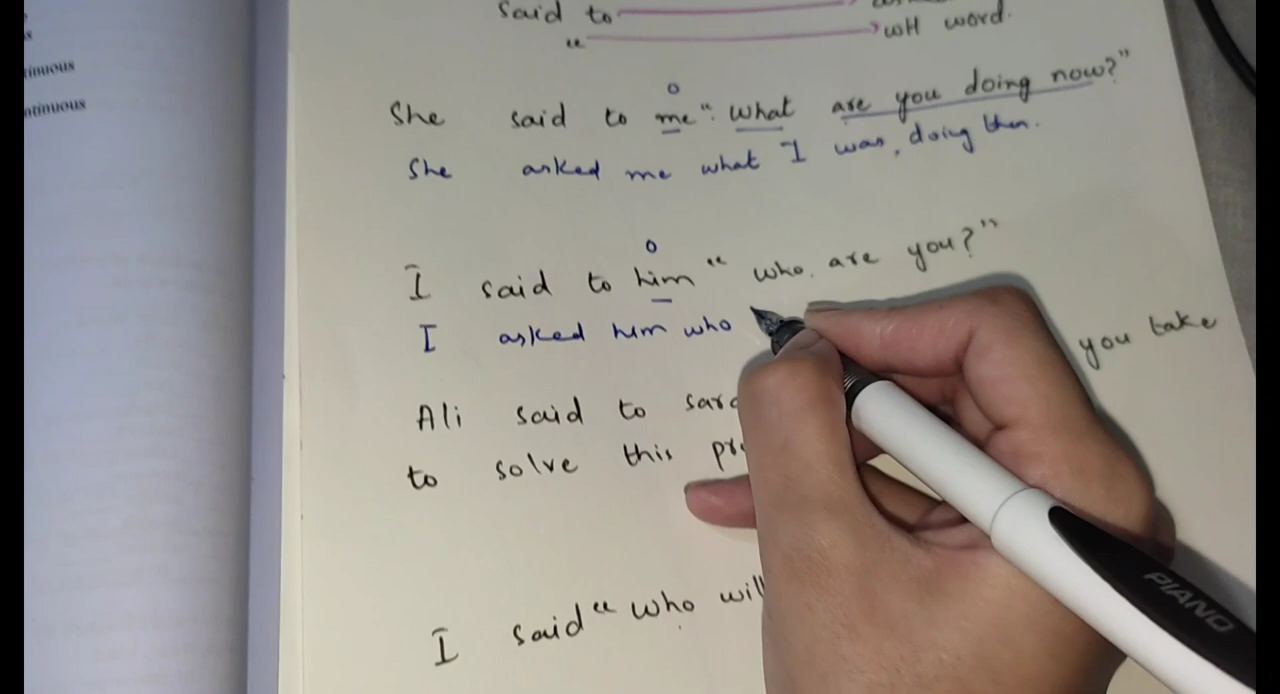 inuous
ntinuous
said to
“ WH word.
She said to me “ What are you doing now?”
She asked me what I was doing then.
I said to him “ who are you?”
I asked him who
Ali said to you take
to solve this
I said “ who
PIANO